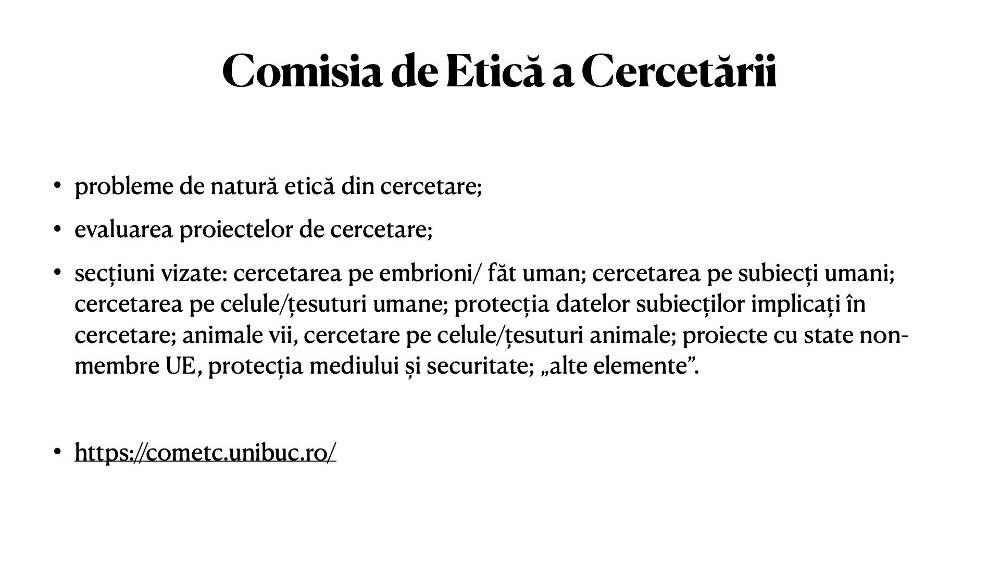 Comisia de Etică a Cercetării
• probleme de natură etică din cercetare;
• evaluarea proiectelor de cercetare;
• secțiuni vizate: cercetarea pe embrioni/ făt uman; cercetarea pe subiecți umani;
cercetarea pe celule/țesuturi umane; protecția datelor subiecților implicați în
cercetare; animale vii, cercetare pe celule/țesuturi animale; proiecte cu state non-
membre UE, protecția mediului și securitate; „alte elemente”.
• https://cometc.unibuc.ro/